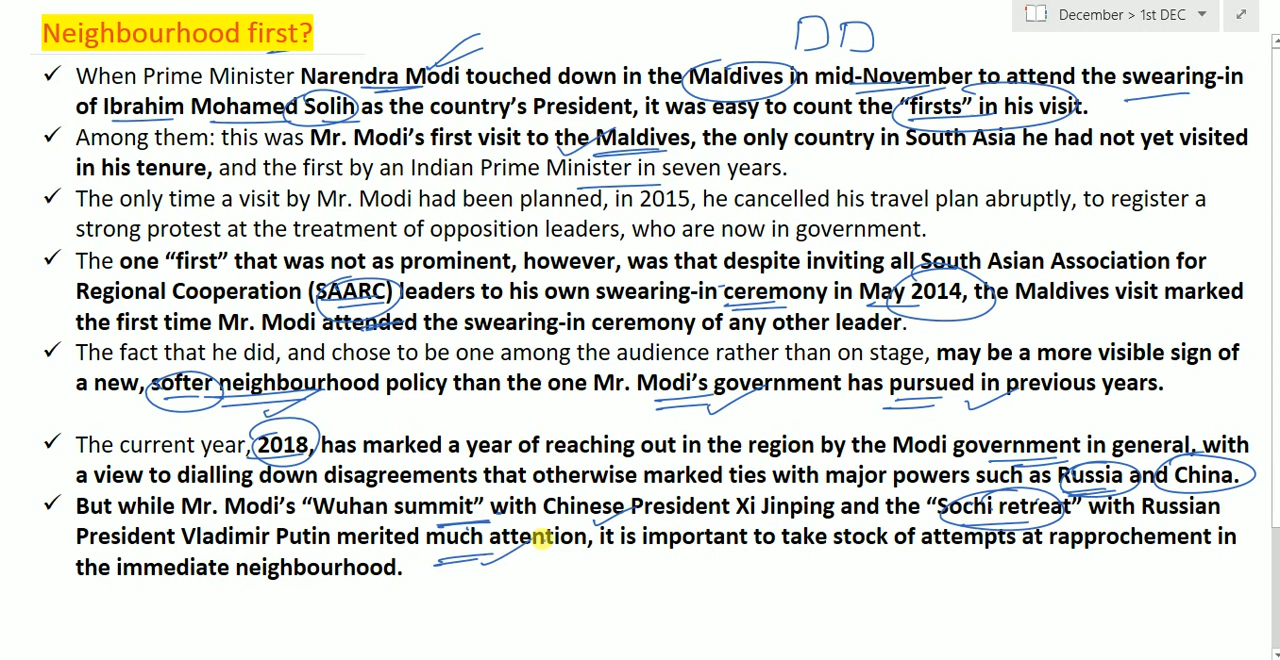 Neighbourhood first?
DD
December > 1st DEC
✓ When Prime Minister Narendra Modi touched down in the Maldives in mid-November to attend the swearing-in
of Ibrahim Mohamed Solih as the country's President, it was easy to count the “firsts” in his visit.
✓ Among them: this was Mr. Modi's first visit to the Maldives, the only country in South Asia he had not yet visited
in his tenure, and the first by an Indian Prime Minister in seven years.
✓ The only time a visit by Mr. Modi had been planned, in 2015, he cancelled his travel plan abruptly, to register a
strong protest at the treatment of opposition leaders, who are now in government.
✓ The one “first” that was not as prominent, however, was that despite inviting all South Asian Association for
Regional Cooperation (SAARC) leaders to his own swearing-in ceremony in May 2014, the Maldives visit marked
the first time Mr. Modi attended the swearing-in ceremony of any other leader.
✓ The fact that he did, and chose to be one among the audience rather than on stage, may be a more visible sign of
a new, softer neighbourhood policy than the one Mr. Modi's government has pursued in previous years.
✓ The current year, 2018, has marked a year of reaching out in the region by the Modi government in general, with
a view to dialling down disagreements that otherwise marked ties with major powers such as Russia and China.
✓ But while Mr. Modi's “Wuhan summit” with Chinese President Xi Jinping and the “Sochi retreat” with Russian
President Vladimir Putin merited much attention, it is important to take stock of attempts at rapprochement in
the immediate neighbourhood.